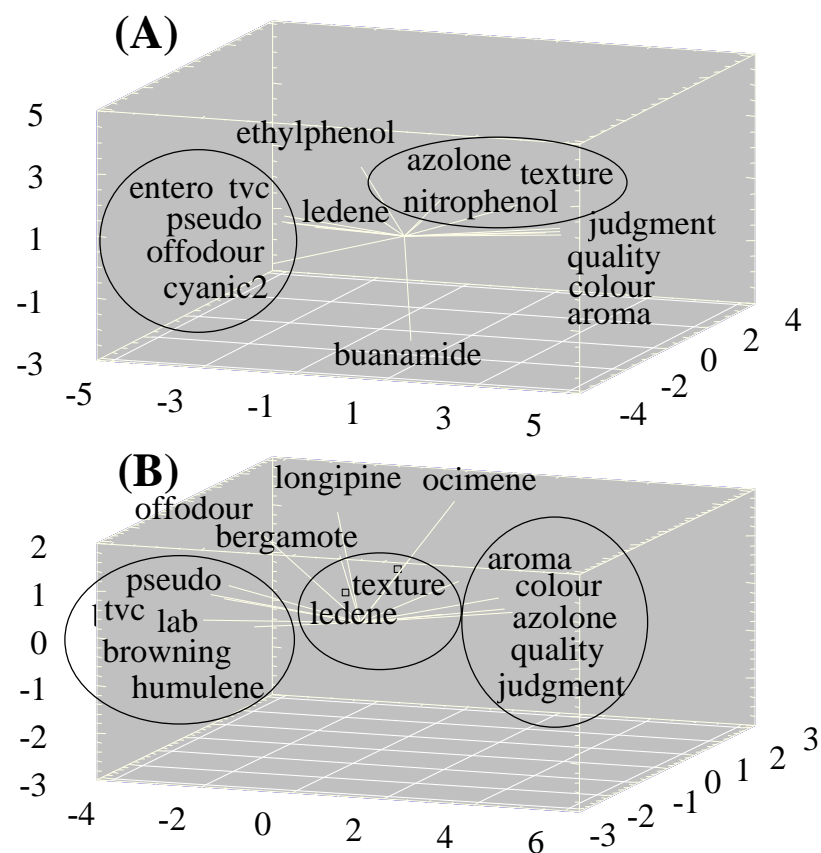 (A)
5
3
1
-1
-3
ethylphenol
azolone
texture
entero tvc
nitrophenol
ledene
pseudo
judgment
offodour
quality
cyanic2
colour
aroma
buanamide
-5 -3 -1 1 3 5
-4 -2 0 2 4
(B)
longipine ocimene
offodour
bergamote
2
1
0
-1
-2
-3
aroma
pseudo
texture
colour
tvc lab
ledene
azolone
browning
quality
humulene
judgment
-4 -2 0 2 4 6
-3 -2 -1 0 1 2 3